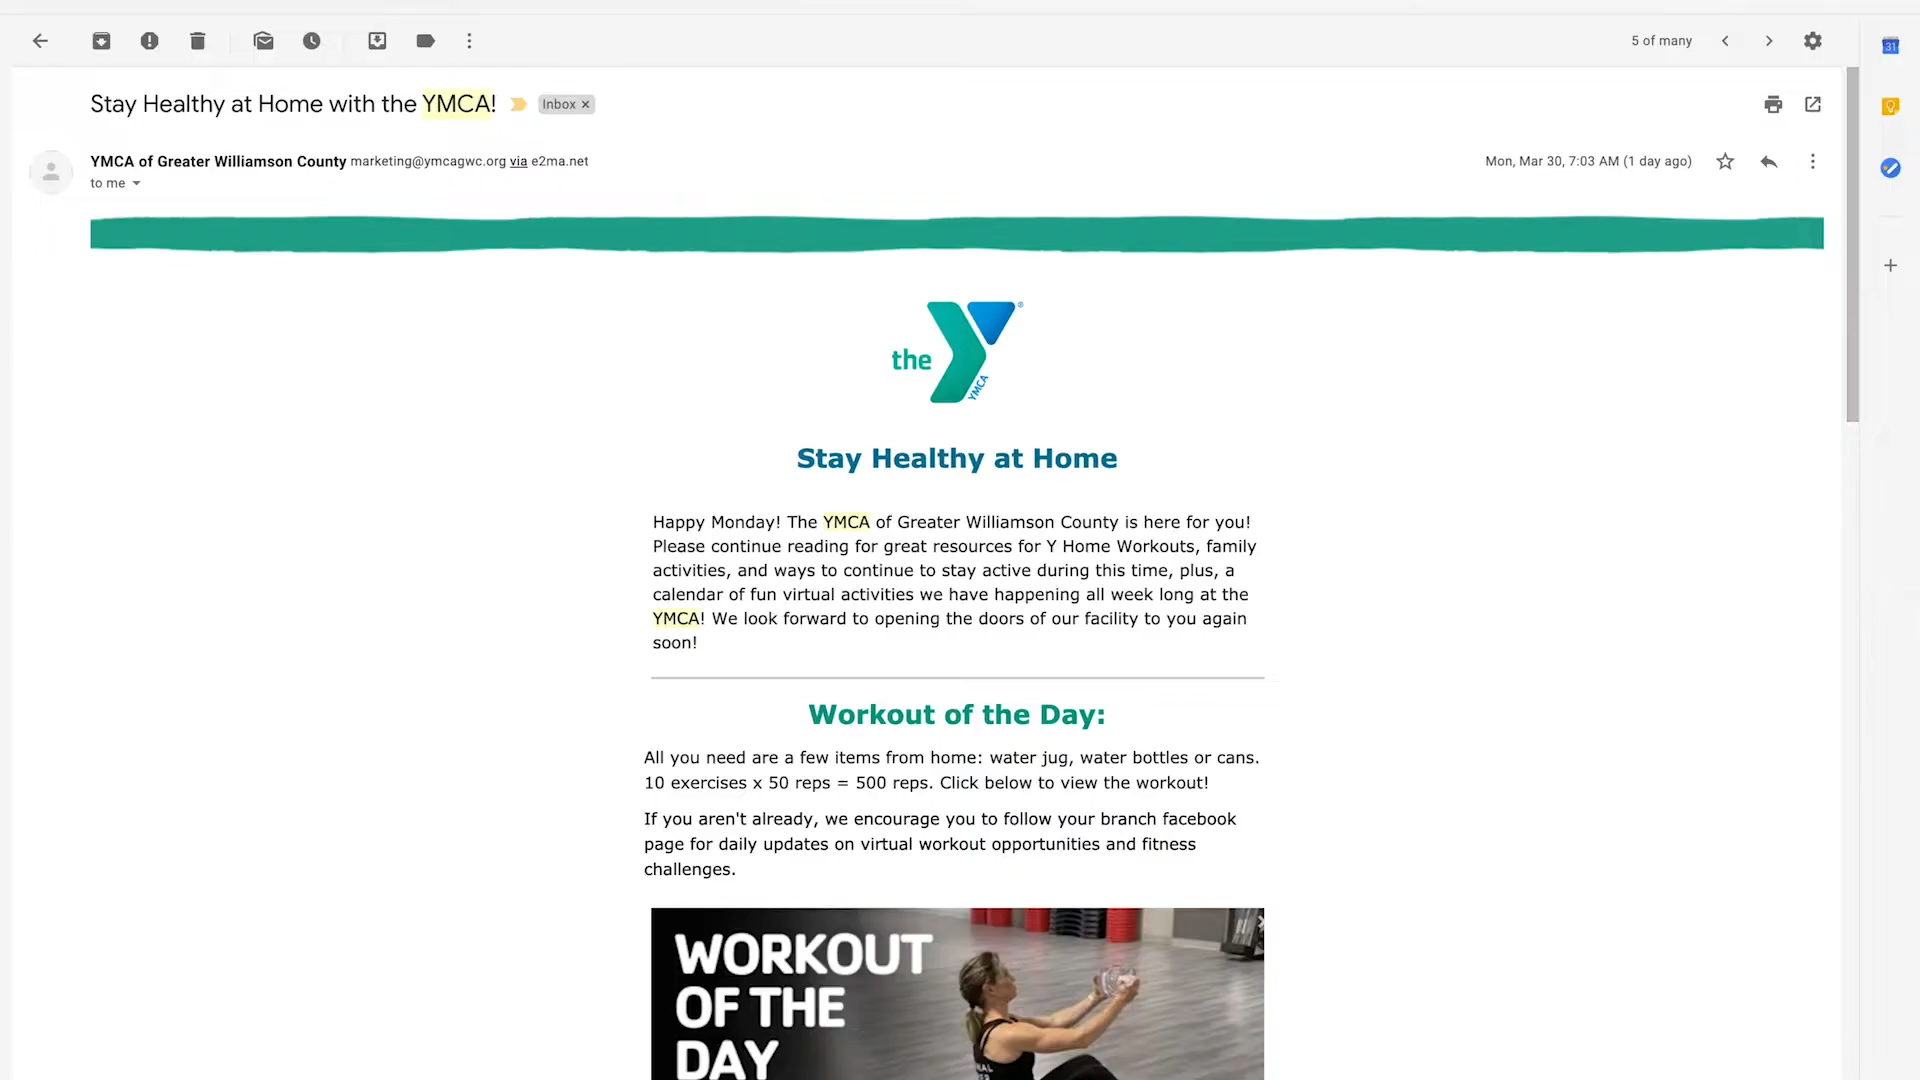 5 of many
31
Stay Healthy at Home with the YMCA!
Inbox ×
YMCA of Greater Williamson County marketing@ymcagwc.org via e2ma.net
Mon, Mar 30, 7:03 AM (1 day ago)
to me
the
YMCA
®
Stay Healthy at Home
Happy Monday! The YMCA of Greater Williamson County is here for you!
Please continue reading for great resources for Y Home Workouts, family
activities, and ways to continue to stay active during this time, plus, a
calendar of fun virtual activities we have happening all week long at the
YMCA! We look forward to opening the doors of our facility to you again
soon!
Workout of the Day:
All you need are a few items from home: water jug, water bottles or cans.
10 exercises x 50 reps = 500 reps. Click below to view the workout!
If you aren't already, we encourage you to follow your branch facebook
page for daily updates on virtual workout opportunities and fitness
challenges.
WORKOUT
OF THE
DAY